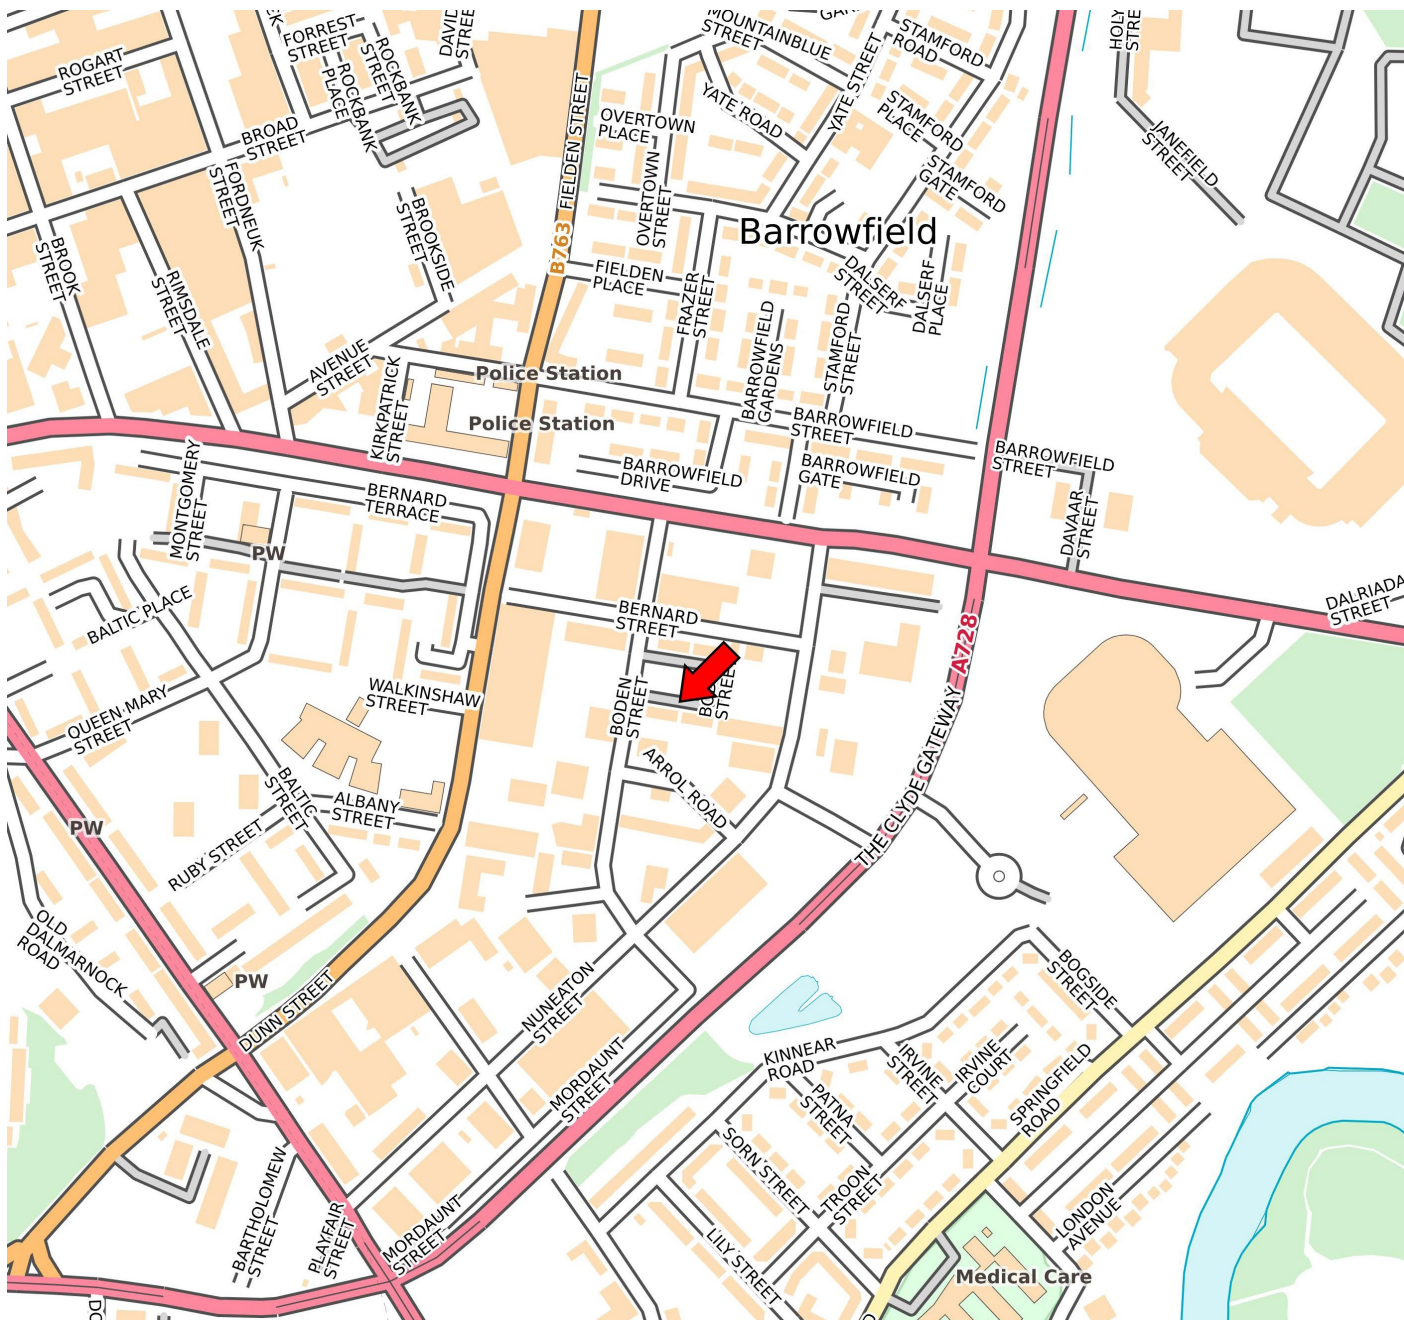 MOUNTAINBLUE
STREET
FORREST
STREET
ROCKBANK
STREET
ROCKBANK
PLACE
STAMFORD
ROAD
ROGART
STREET
YATE STREET
YATE ROAD
OVERTOWN
PLACE
STAMFORD
PLACE
FIELDEN STREET
B763
BROAD
STREET
JANEFIELD
STREET
STAMFORD
GATE
OVERTOWN
STREET
FORDNEUK
STREET
BROOKSIDE
STREET
Barrowfield
BROOK
STREET
RIMSDALE
STREET
FIELDEN
PLACE
FRAZER
STREET
DALSERF
STREET
DALSERF
PLACE
BARROWFIELD
GARDENS
STAMFORD
STREET
AVENUE
STREET
KIRKPATRICK
STREET
Police Station
Police Station
BARROWFIELD
STREET
BARROWFIELD
STREET
BARROWFIELD
DRIVE
BARROWFIELD
GATE
MONTGOMERY
STREET
BERNARD
TERRACE
DAVAAR
STREET
PW
BALTIC PLACE
DALRIADA
STREET
BERNARD
STREET
A728
THE CLYDE GATEWAY
BODEN
STREET
STREET
WALKINSHAW
STREET
QUEEN MARY
STREET
ARROL ROAD
BALTIC
STREET
ALBANY
STREET
RUBY STREET
PW
OLD
DALMARNOCK
ROAD
PW
DUNN STREET
NUNEATON
STREET
MORDAUNT
STREET
BOGSIDE
STREET
KINNEAR
ROAD
IRVINE
STREET
IRVINE
COURT
SPRINGFIELD
ROAD
PATNA
STREET
SORN STREET
TROON
STREET
LONDON
AVENUE
LILY STREET
BARTHOLOMEW
STREET
PLAYFAIR
STREET
MORDAUNT
STREET
Medical Care